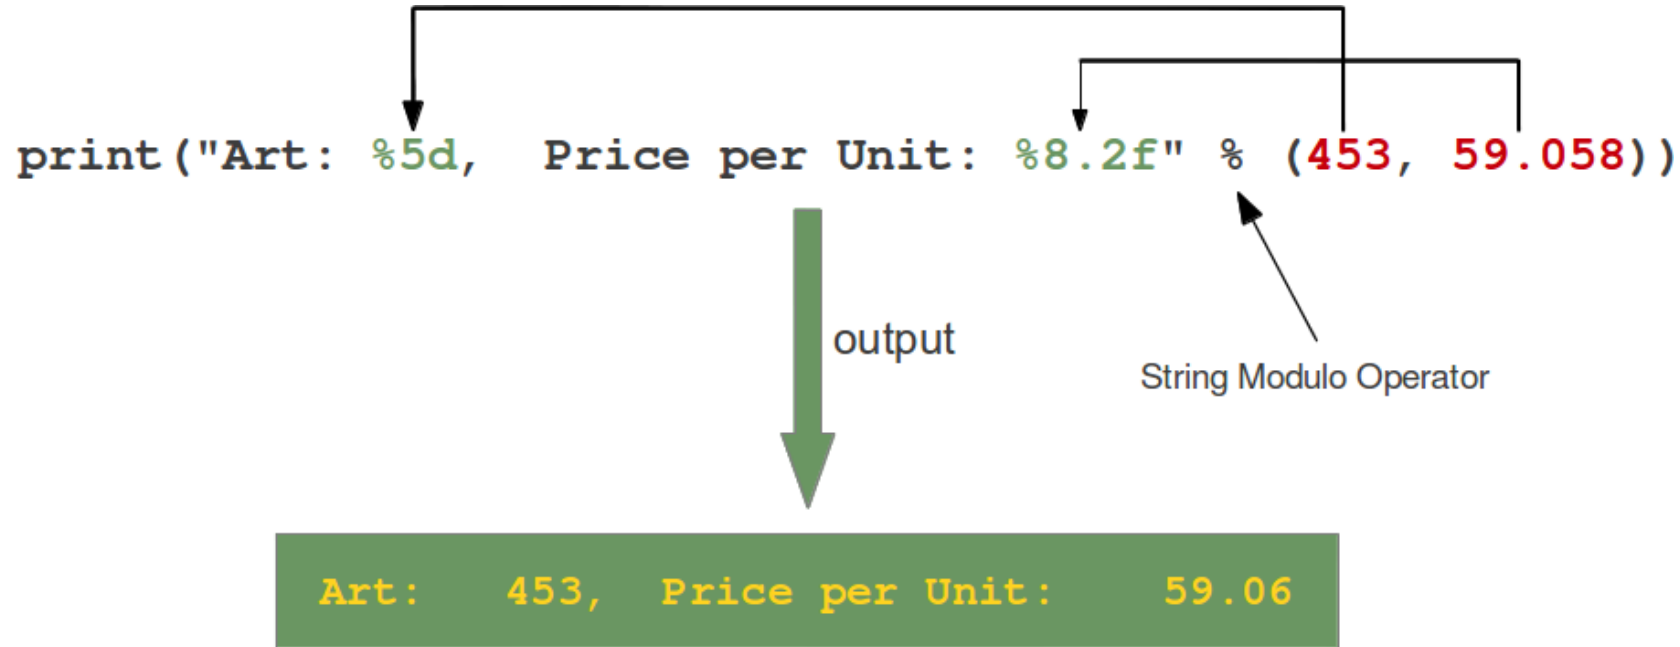 print("Art: %5d,  Price per Unit: %8.2f" % (453, 59.058))
output
String Modulo Operator
Art:   453,  Price per Unit:    59.06